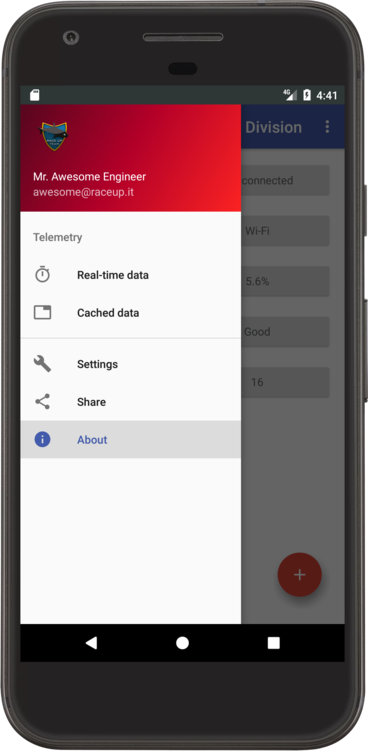 4G 4:41
Division
Mr. Awesome Engineer
awesome@raceup.it
connected
Telemetry
Wi-Fi
Real-time data
5.6%
Cached data
Good
Settings
16
Share
About